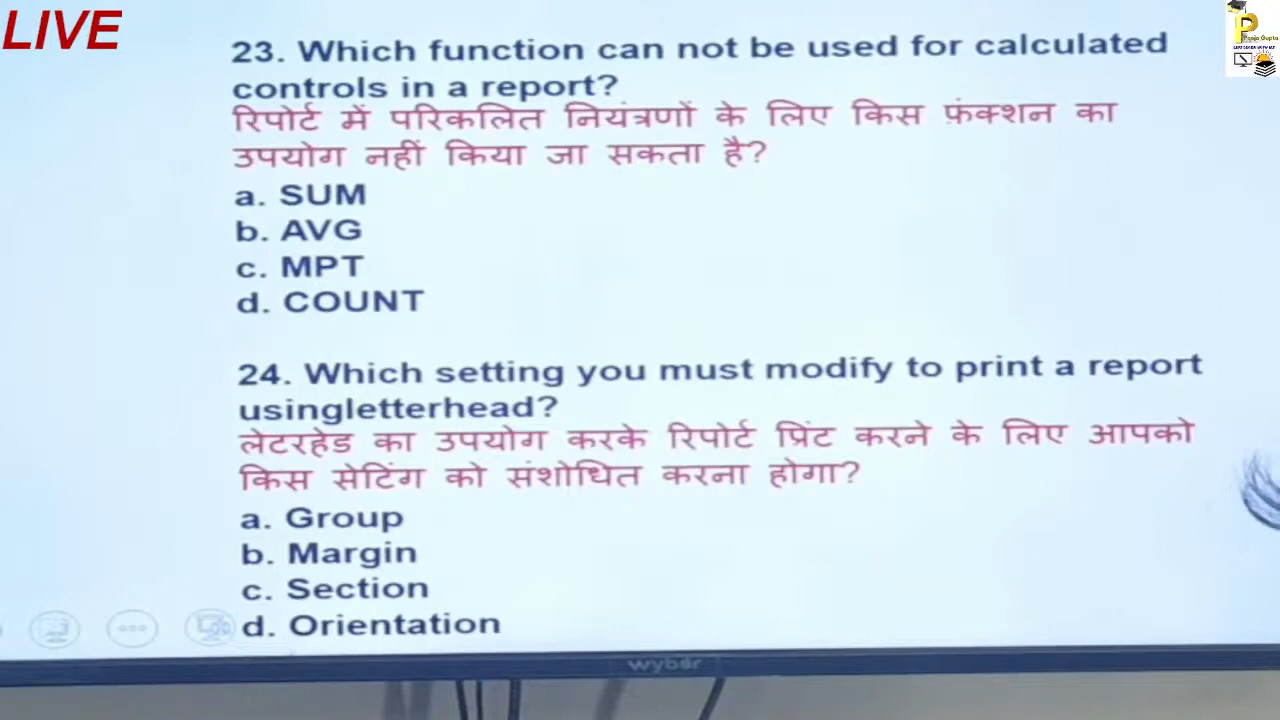 LIVE
23. Which function can not be used for calculated
controls in a report?
रिपोर्ट में परिकलित नियंत्रणों के लिए किस फ़ंक्शन का
उपयोग नहीं किया जा सकता है?
a. SUM
b. AVG
c. MPT
d. COUNT
24. Which setting you must modify to print a report
usingletterhead?
लेटरहेड का उपयोग करके रिपोर्ट प्रिंट करने के लिए आपको
किस सेटिंग को संशोधित करना होगा?
a. Group
b. Margin
c. Section
d. Orientation
wyber